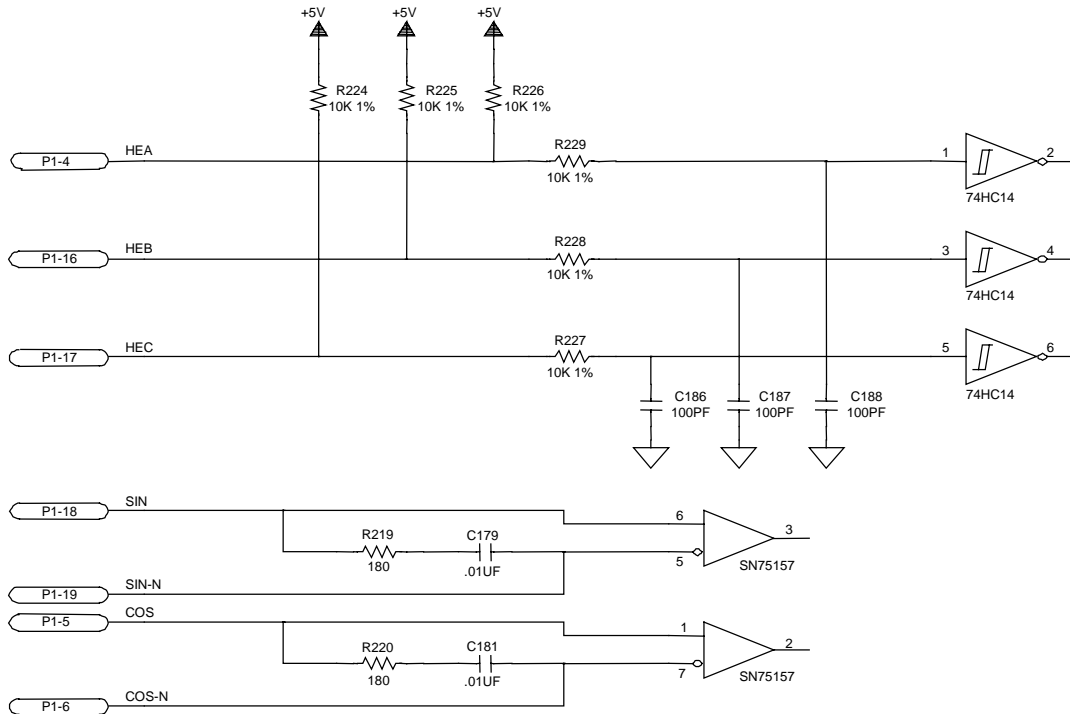 +5V
+5V
+5V
R224
10K 1%
R225
10K 1%
R226
10K 1%
P1-4
HEA
R229
10K 1%
1
2
74HC14
P1-16
HEB
R228
10K 1%
3
4
74HC14
P1-17
HEC
R227
10K 1%
5
6
74HC14
C186
100PF
C187
100PF
C188
100PF
P1-18
SIN
R219
180
C179
.01UF
6
5
3
SN75157
P1-19
SIN-N
P1-5
COS
R220
180
C181
.01UF
1
7
2
SN75157
P1-6
COS-N